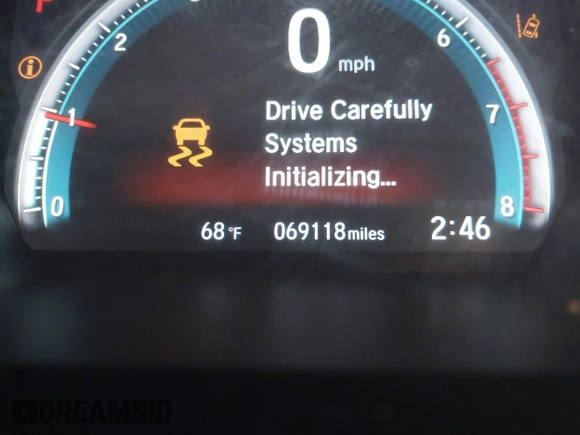 P
2
6
0 mph
1
7
Drive Carefully
Systems
Initializing...
0
8
68°F 069118miles 2:46
DREAMBID